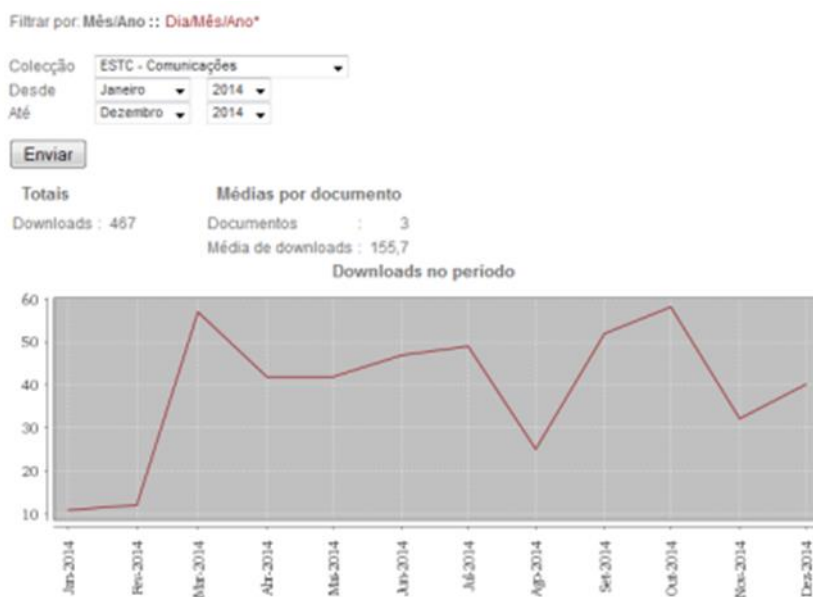 Filtrar por: Mês/Ano :: Dia/Mês/Ano*
Colecção ESTC - Comunicações
Desde Janeiro 2014
Até Dezembro 2014
Enviar
Totais Médias por documento
Downloads : 467 Documentos : 3
Média de downloads : 155,7
Downloads no período
60
50
40
30
20
10
Jan-2014 Fev-2014 Mar-2014 Abr-2014 Mai-2014 Jun-2014 Jul-2014 Ago-2014 Set-2014 Out-2014 Nov-2014 Dez-2014